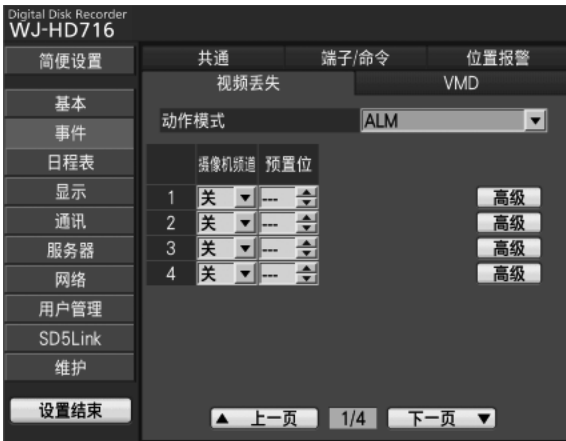 Digital Disk Recorder
WJ-HD716
简便设置
基本
事件
日程表
显示
通讯
服务器
网络
用户管理
SD5Link
维护
设置结束
共通 端子/命令 位置报警
视频丢失 VMD
动作模式 ALM
摄像机频道 预置位
1 关 --- 高级
2 关 --- 高级
3 关 --- 高级
4 关 --- 高级
▲ 上一页 1/4 下一页 ▼